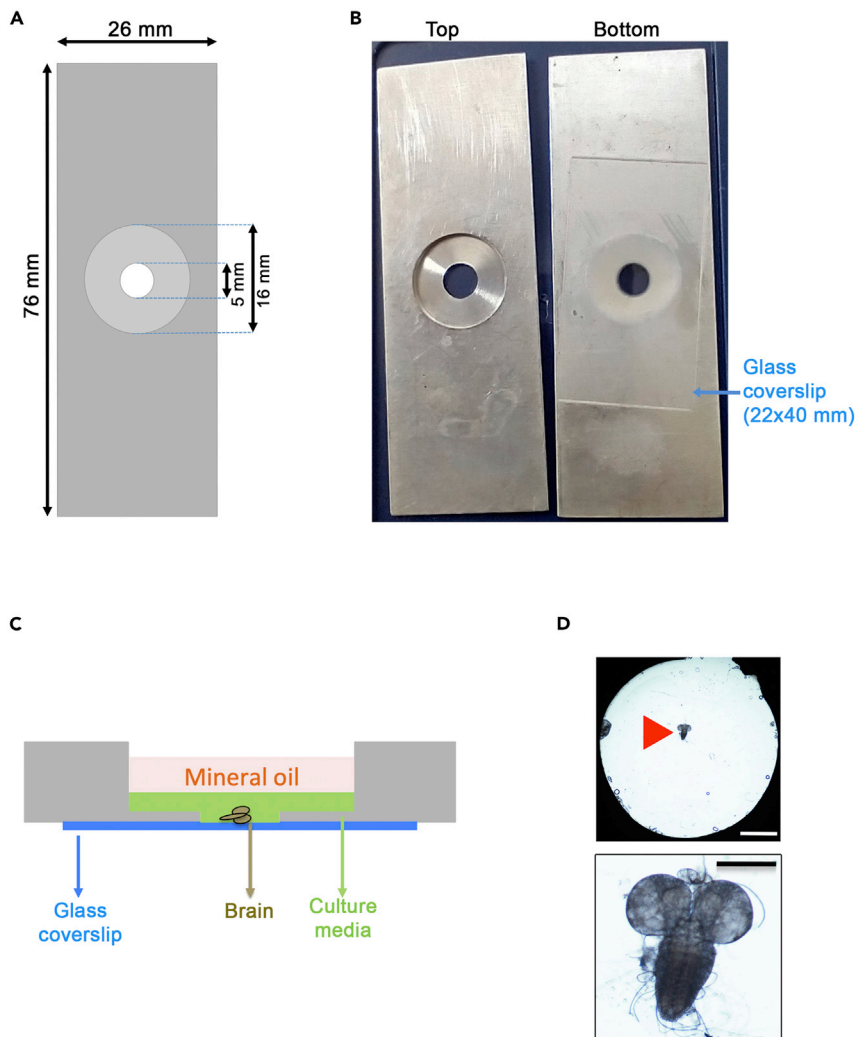 A
26 mm
76 mm
5 mm
16 mm
B
Top
Bottom
Glass
coverslip
(22x40 mm)
C
Mineral oil
Glass
coverslip
Brain
Culture
media
D